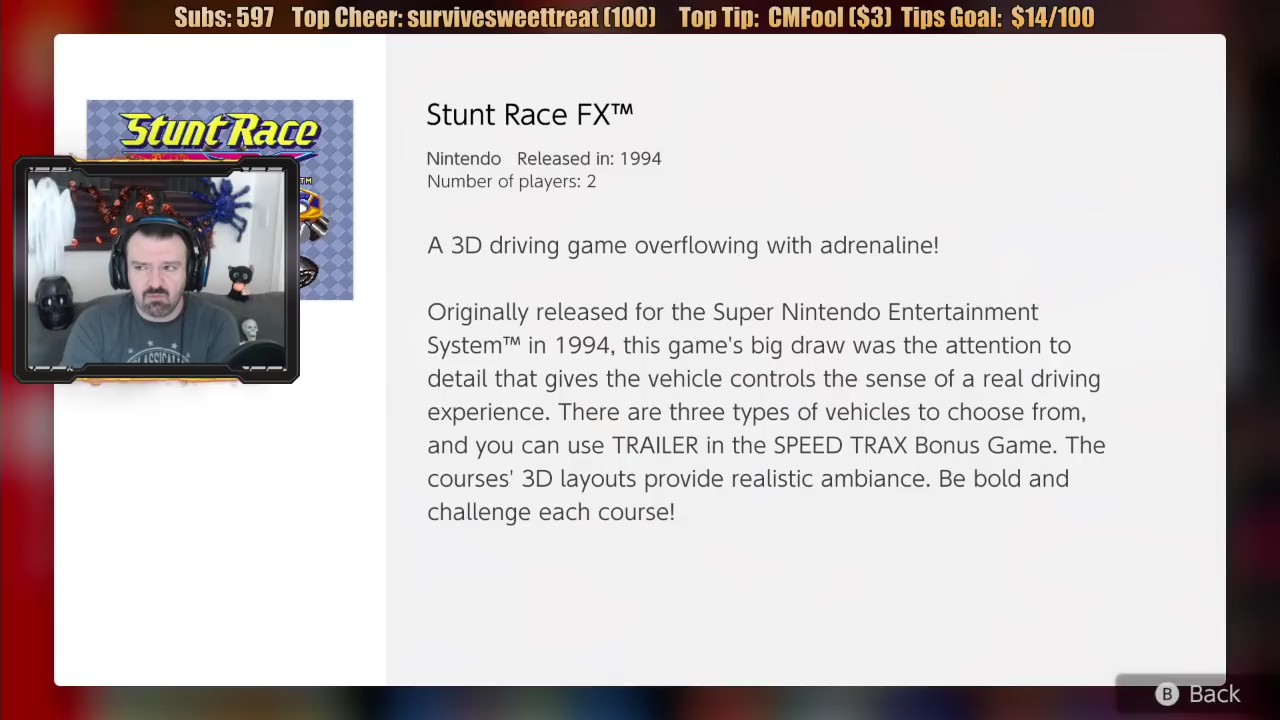 Subs: 597 Top Cheer: survivesweettreat (100) Top Tip: CMFool ($3) Tips Goal: $14/100
Stunt Race
TM
Stunt Race FX™
Nintendo Released in: 1994
Number of players: 2
A 3D driving game overflowing with adrenaline!
Originally released for the Super Nintendo Entertainment
System™ in 1994, this game's big draw was the attention to
detail that gives the vehicle controls the sense of a real driving
experience. There are three types of vehicles to choose from,
and you can use TRAILER in the SPEED TRAX Bonus Game. The
courses' 3D layouts provide realistic ambiance. Be bold and
challenge each course!
B Back